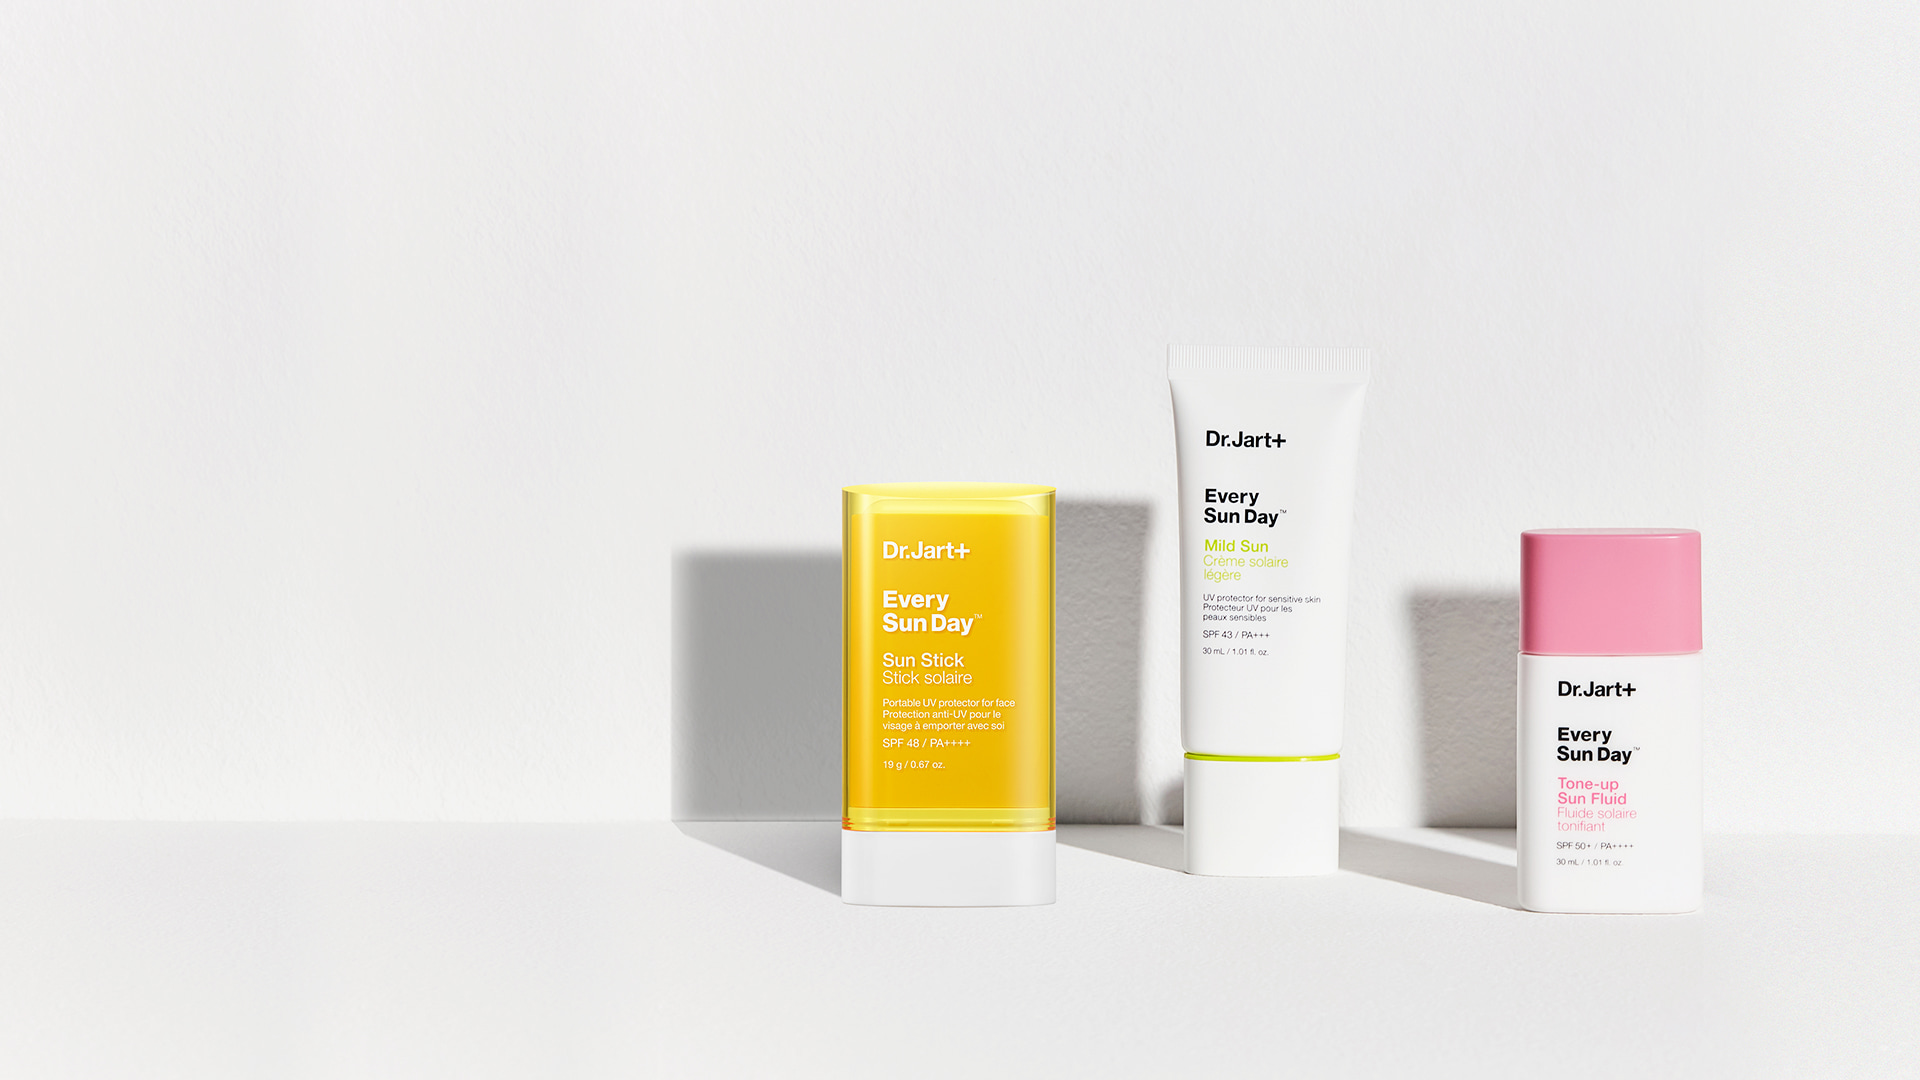 Dr.Jart+
Every
Sun Day™
Sun Stick
Stick solaire
Portable UV protector for face
Protection anti-UV pour le
visage à emporter avec soi
SPF 48 / PA++++
19 g / 0.67 oz.
Dr.Jart+
Every
Sun Day™
Mild Sun
Crème solaire
légère
UV protector for sensitive skin
Protecteur UV pour les
peaux sensibles
SPF 43 / PA+++
30 mL / 1.01 fl. oz.
Dr.Jart+
Every
Sun Day™
Tone-up
Sun Fluid
Fluide solaire
tonifiant
SPF 50+ / PA++++
30 mL / 1.01 fl. oz.